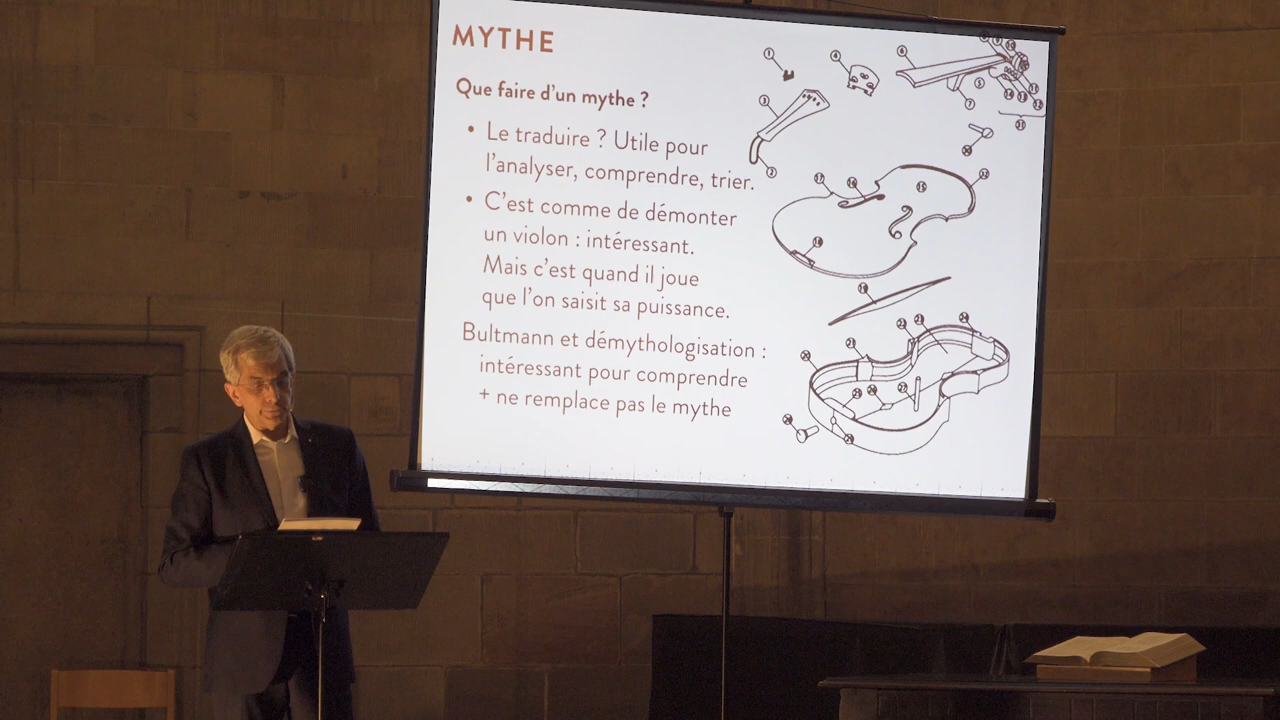 MYTHE
Que faire d'un mythe ?
• Le traduire ? Utile pour
l'analyser, comprendre, trier.
• C'est comme de démonter
un violon : intéressant.
Mais c'est quand il joue
que l'on saisit sa puissance.
Bultmann et démythologisation :
intéressant pour comprendre
+ ne remplace pas le mythe